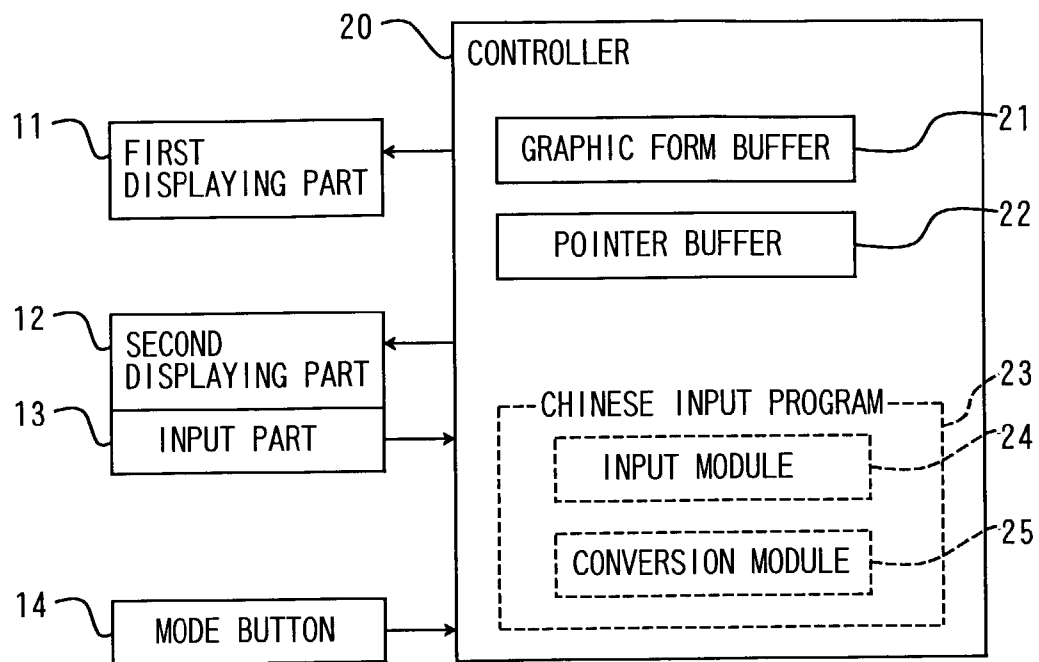 20
CONTROLLER
11
FIRST
DISPLAYING PART
GRAPHIC FORM BUFFER
21
POINTER BUFFER
22
12
SECOND
DISPLAYING PART
13
INPUT PART
CHINESE INPUT PROGRAM
23
INPUT MODULE
24
CONVERSION MODULE
25
14
MODE BUTTON